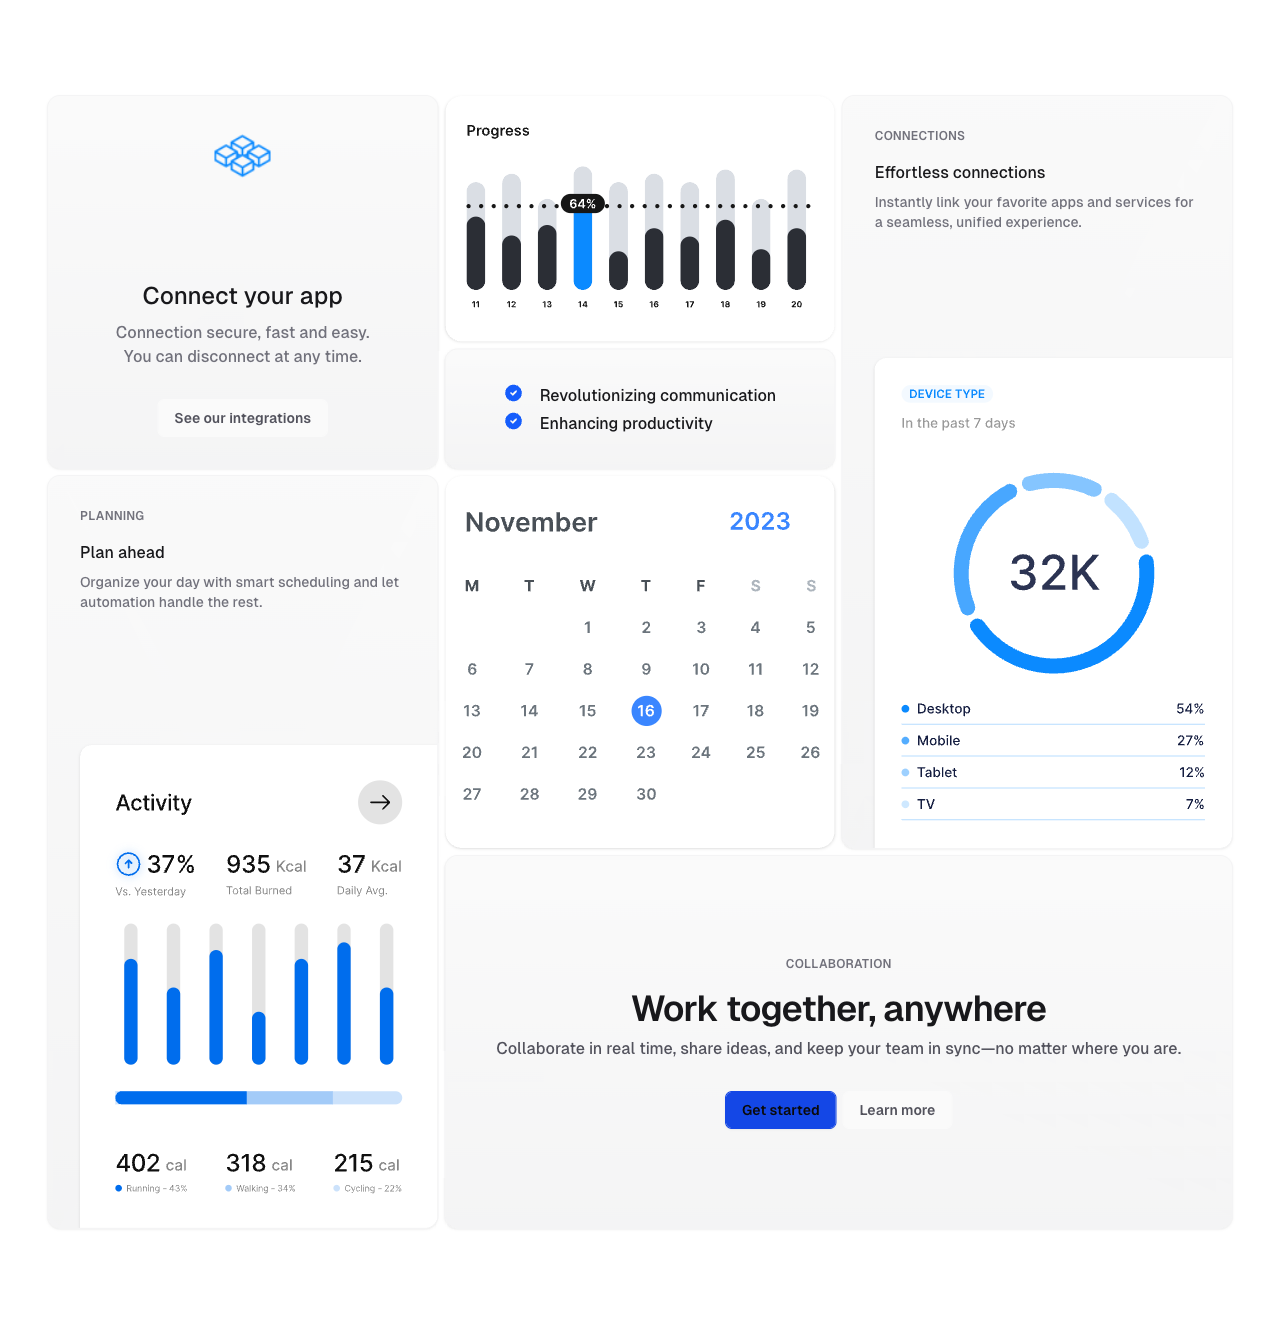 Connect your app
Connection secure, fast and easy.
You can disconnect at any time.
See our integrations
Progress
64%
11 12 13 14 15 16 17 18 19 20
Revolutionizing communication
Enhancing productivity
CONNECTIONS
Effortless connections
Instantly link your favorite apps and services for
a seamless, unified experience.
DEVICE TYPE
In the past 7 days
32K
Desktop 54%
Mobile 27%
Tablet 12%
TV 7%
PLANNING
Plan ahead
Organize your day with smart scheduling and let
automation handle the rest.
Activity
37% 935 Kcal 37 Kcal
Vs. Yesterday Total Burned Daily Avg.
402 cal 318 cal 215 cal
Running - 43% Walking - 34% Cycling - 22%
November 2023
M T W T F S S
1 2 3 4 5
6 7 8 9 10 11 12
13 14 15 16 17 18 19
20 21 22 23 24 25 26
27 28 29 30
COLLABORATION
Work together, anywhere
Collaborate in real time, share ideas, and keep your team in sync—no matter where you are.
Get started Learn more